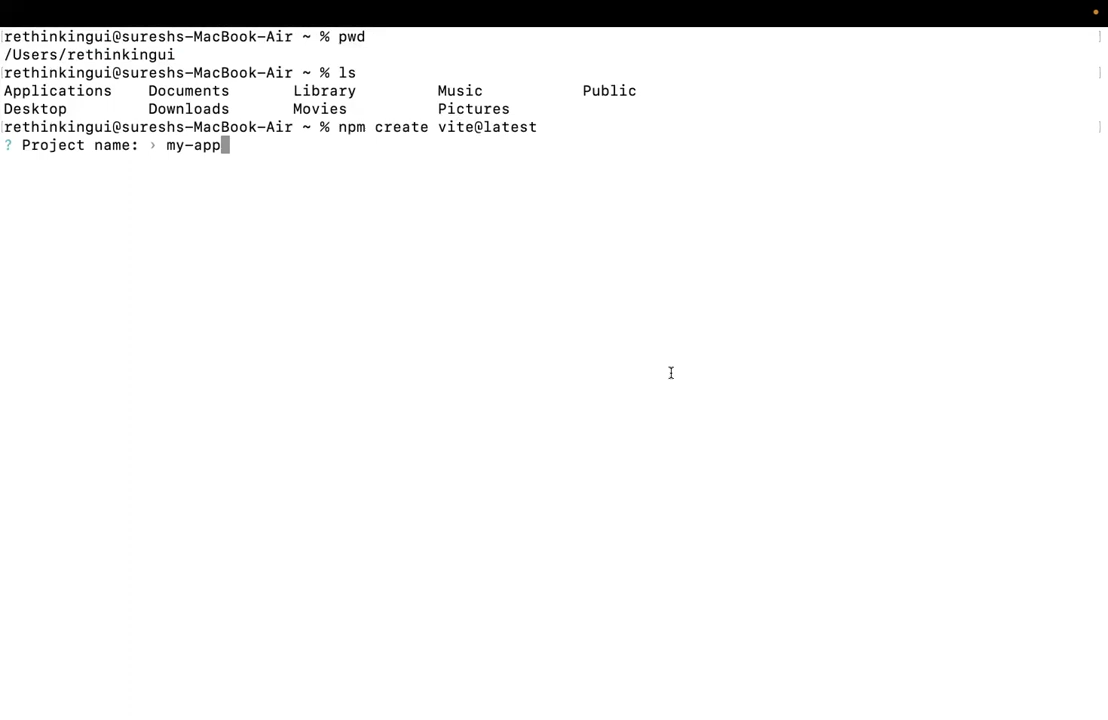 rethinkingui@sureshs-MacBook-Air ~ % pwd
/Users/rethinkingui
rethinkingui@sureshs-MacBook-Air ~ % ls
Applications Documents Library Music Public
Desktop Downloads Movies Pictures
rethinkingui@sureshs-MacBook-Air ~ % npm create vite@latest
? Project name: › my-app